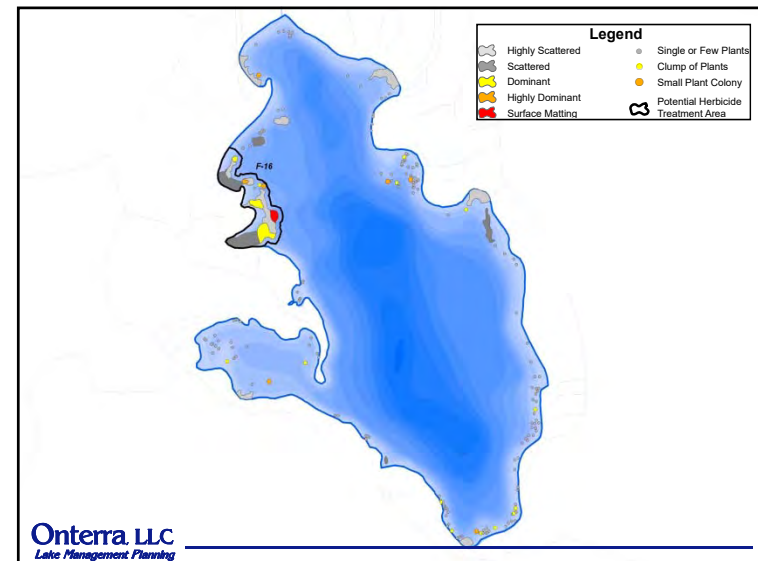 Legend
Highly Scattered
Scattered
Dominant
Highly Dominant
Surface Matting
Single or Few Plants
Clump of Plants
Small Plant Colony
Potential Herbicide
Treatment Area
F-16
Onterra LLC
Lake Management Planning